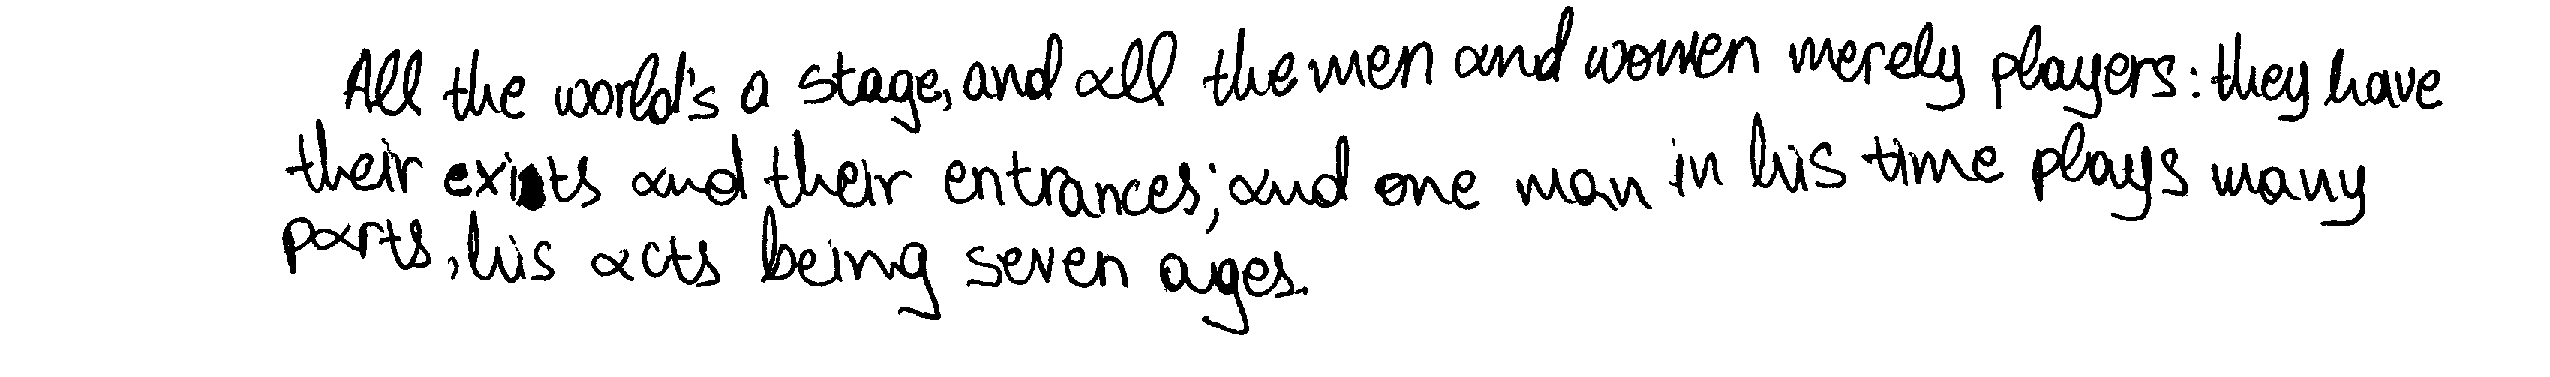 All the world's a stage, and all the men and women merely players: they have
their exits and their entrances; and one man in his time plays many
parts, his acts being seven ages.